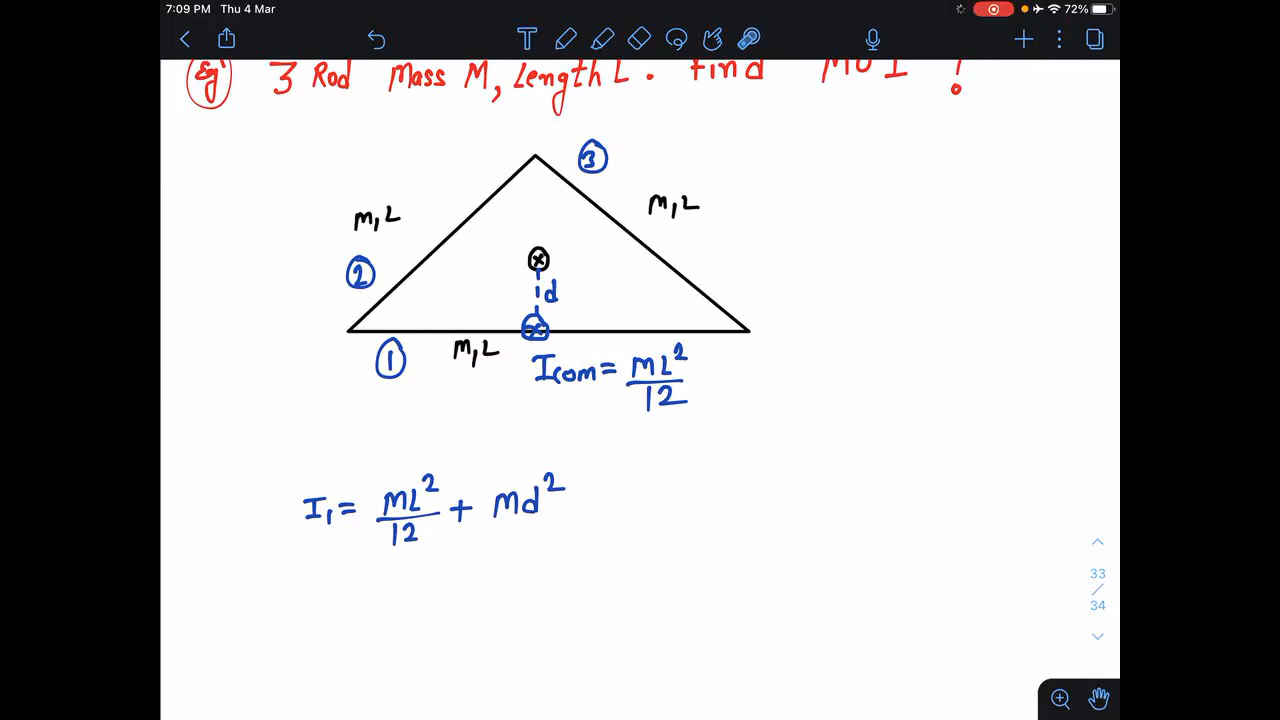 7:09 PM Thu 4 Mar
72%
T
Eg' 3 Rod Mass M, Length L. Find MOI !
3
M,L
M,L
2
x
d
x
1
M,L
Icom = ML²/12
I₁ = ML²/12 + Md²
33
/
34